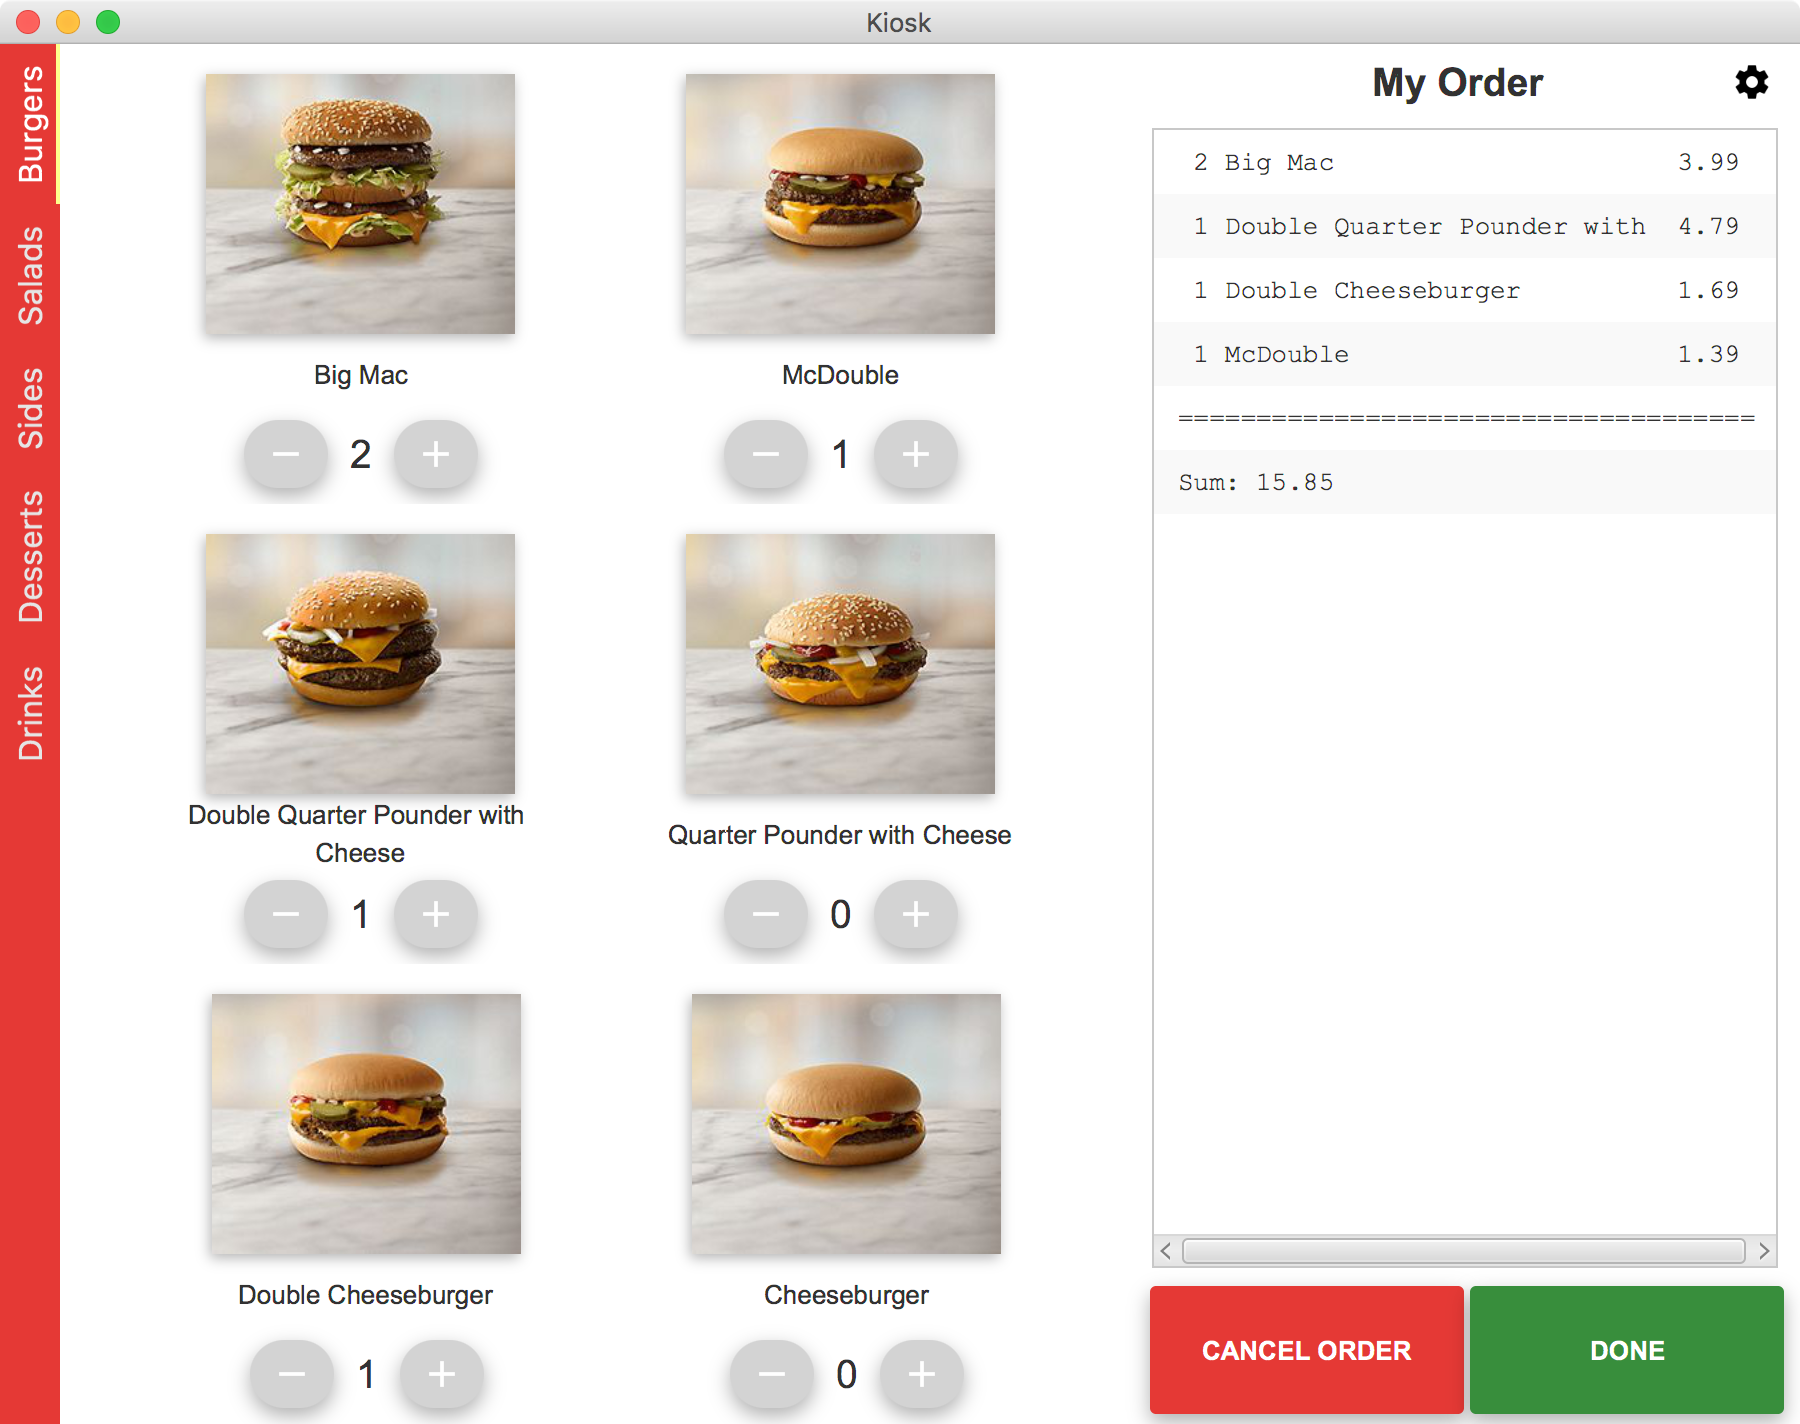 Kiosk
Burgers
Salads
Sides
Desserts
Drinks
Big Mac
2
McDouble
1
Double Quarter Pounder with
Cheese
1
Quarter Pounder with Cheese
0
Double Cheeseburger
1
Cheeseburger
0
My Order
2 Big Mac 3.99
1 Double Quarter Pounder with 4.79
1 Double Cheeseburger 1.69
1 McDouble 1.39
=====================================
Sum: 15.85
CANCEL ORDER
DONE